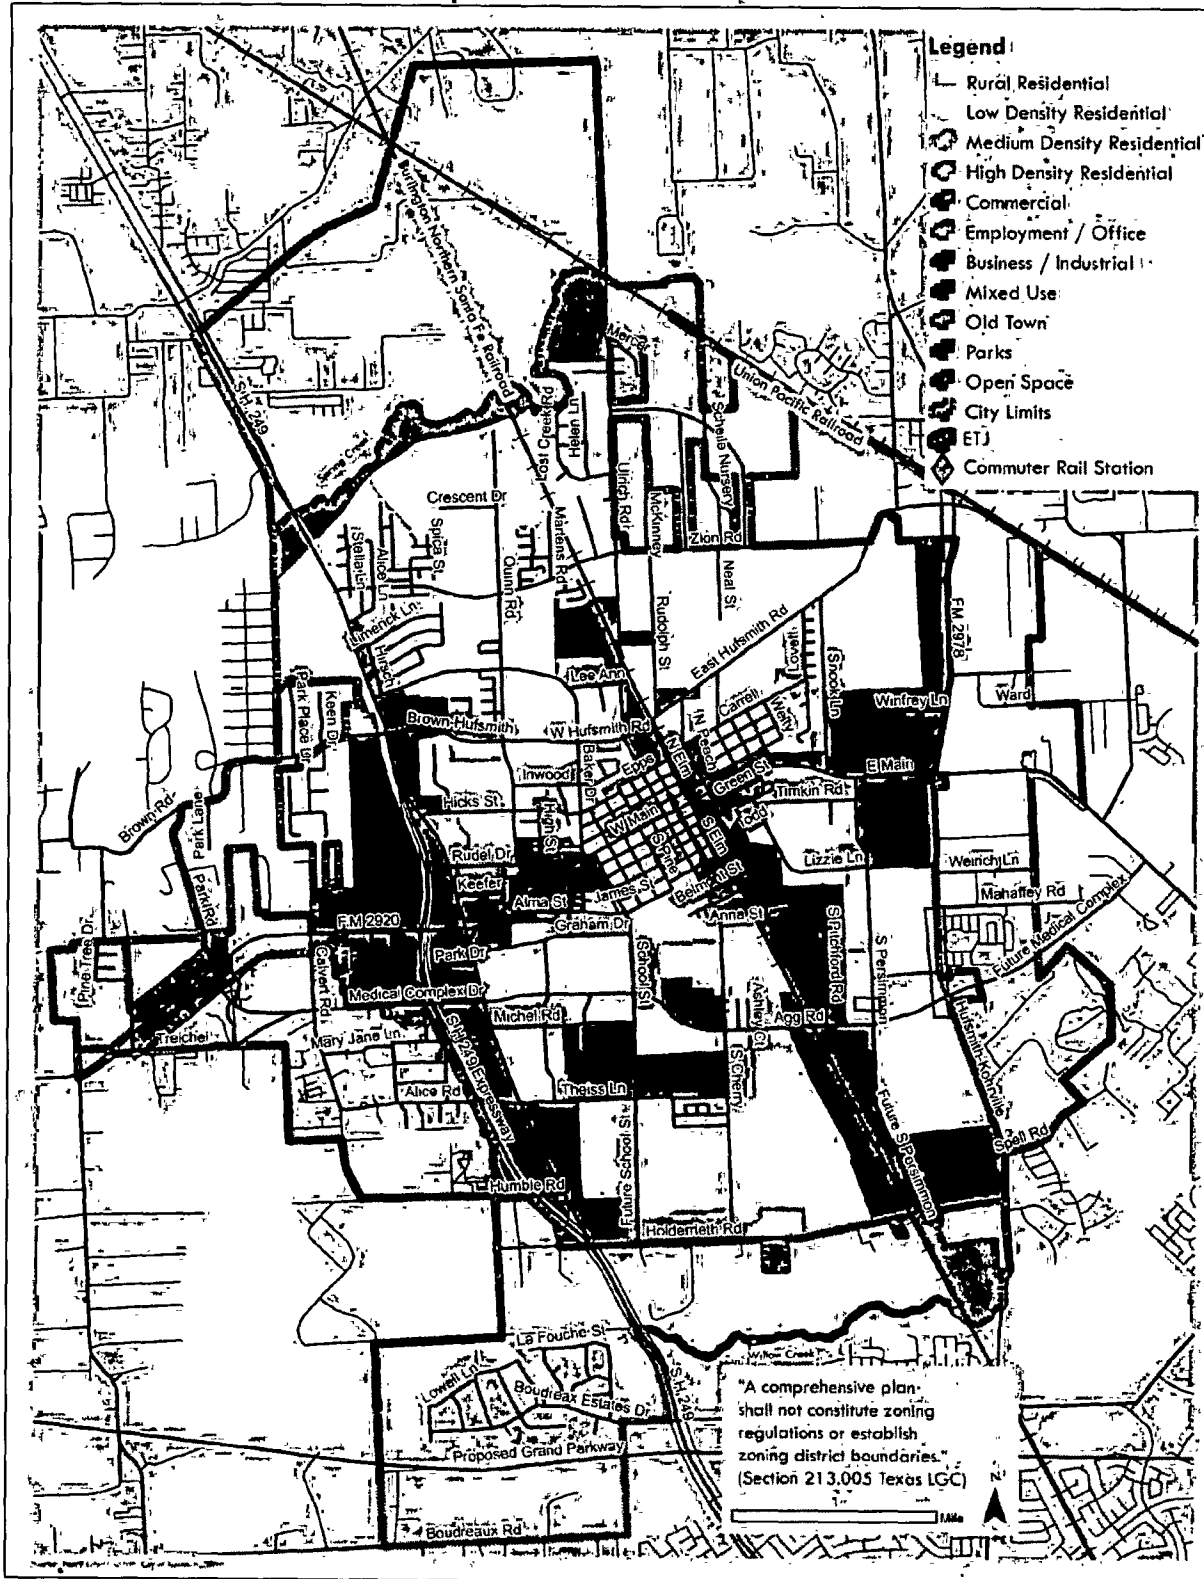 Legend
Rural Residential
Low Density Residential
Medium Density Residential
High Density Residential
Commercial
Employment / Office
Business / Industrial
Mixed Use
Old Town
Parks
Open Space
City Limits
ETJ
Commuter Rail Station
Burlington Northern Santa Fe Railroad
Union Pacific Railroad
S.H. 249
Mercer
Lost Creek Rd
Helen Ln
Scheile Nursery
Ulrich Rd
McKinney
Zion Rd
Crescent Dr
Spica St
Stella Ln
Alice Ln
Quinn Rd
Martens Rd
Neal St
Rudolph St
East Hufsmith Rd
Lovell
Snook Ln
FM 2978
Limerick Ln
Hirsch
Lee Ann
Park Place Dr
Keen Dr
Brown-Hufsmith
W Hufsmith Rd
N Peach
Carrell
Welty
Winfrey Ln
Ward
N Elm
Epps
Baker Dr
Inwood
Green St
E Main
Timkin Rd
Hicks St
High St
W Main
S Pine
S Elm
Todd
Brown Rd
Park Lane
Park Rd
Rudel Dr
Keefer
Alma St
James St
Belmont St
Lizzie Ln
Weirich Ln
Mahaffey Rd
F.M 2920
Graham Dr
Anna St
S Pitchford Rd
S Persimmon
Future Medical Complex
Pine Tree Dr
Calvert Rd
Park Dr
School St
Medical Complex Dr
Michel Rd
Ashley Ct
Agg Rd
Treichel
Mary Jane Ln
S.H. 249 Expressway
Alice Rd
Theiss Ln
S Cherry
Hufsmith-Kohrville
Future S Persimmon
Spell Rd
Future School St
Humble Rd
Holderrieth Rd
La Fouche St
Lowell Ln
Boudreax Estates Dr
S.H. 249
Willow Creek
Proposed Grand Parkway
Boudreaux Rd
"A comprehensive plan
shall not constitute zoning
regulations or establish
zoning district boundaries."
(Section 213.005 Texas LGC)
N
Mile